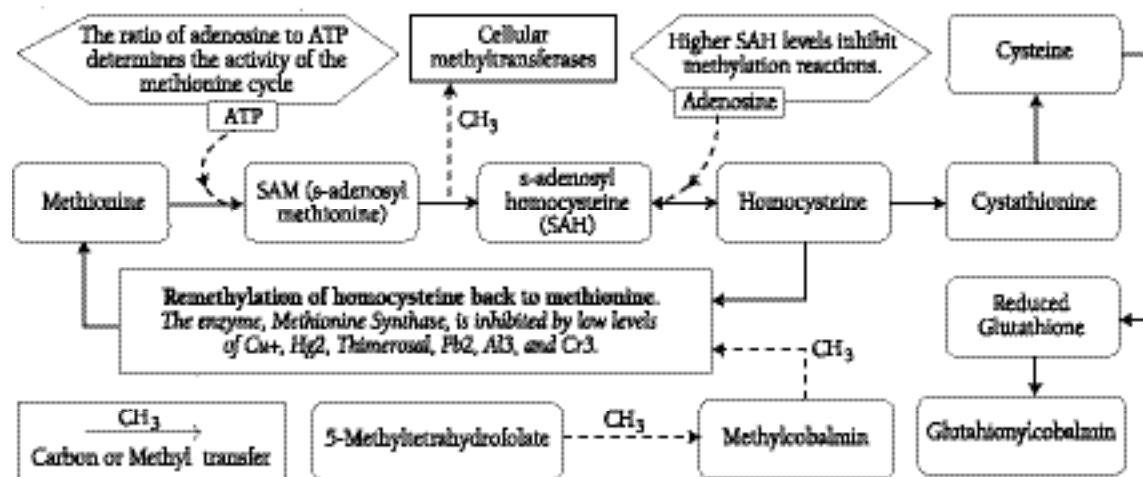 The ratio of adenosine to ATP
determines the activity of the
methionine cycle
ATP
Cellular
methyltransferases
CH3
Higher SAH levels inhibit
methylation reactions.
Adenosine
Cysteine
Methionine
SAM (s-adenosyl
methionine)
s-adenosyl
homocysteine
(SAH)
Homocysteine
Cystathionine
Remethylation of homocysteine back to methionine.
The enzyme, Methionine Synthase, is inhibited by low levels
of Cu+, Hg2, Thimerosal, Pb2, Al3, and Cr3.
CH3
Reduced
Glutathione
CH3
Carbon or Methyl transfer
5-Methyltetrahydrofolate
CH3
Methylcobalmin
Glutahionylcobalmin